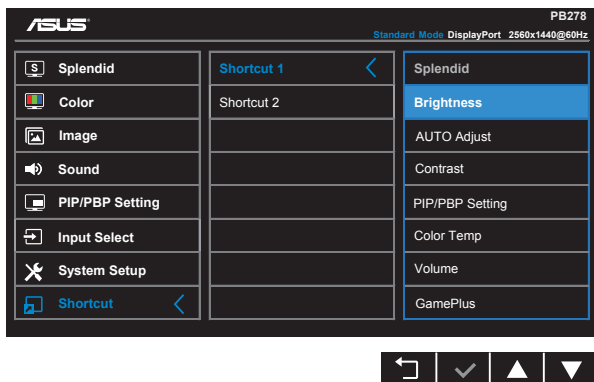 ASUS
PB278
Standard Mode DisplayPort 2560x1440@60Hz
S Splendid
Color
Image
Sound
PIP/PBP Setting
Input Select
System Setup
Shortcut
Shortcut 1
Shortcut 2
Splendid
Brightness
AUTO Adjust
Contrast
PIP/PBP Setting
Color Temp
Volume
GamePlus